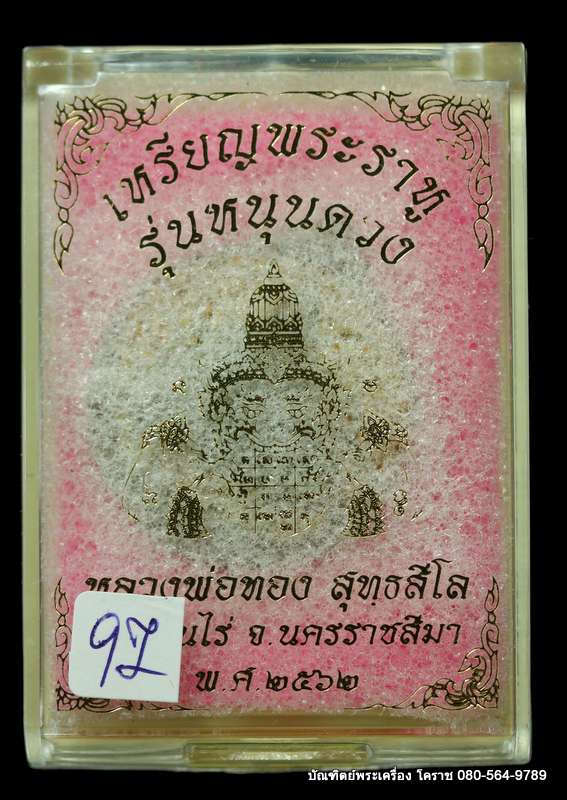 เหรียญพระราหู
รุ่นหนุนดวง
หลวงพ่อทอง สุทฺธสีโล
จ.นครราชสีมา
พ.ศ.๒๕๖๒
บัณฑิตย์พระเครื่อง โคราช 080-564-9789